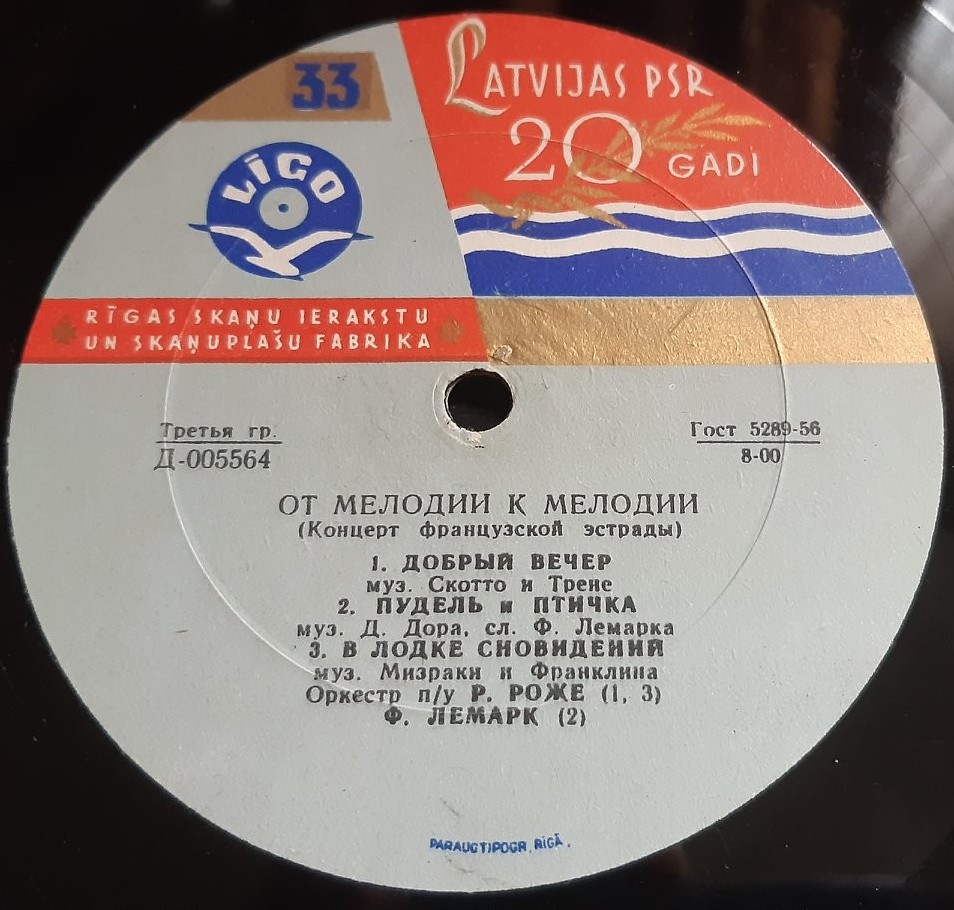 33
LATVIJAS PSR
20 GADI
LĪGO
RĪGAS SKAŅU IERAKSTU
UN SKAŅUPLAŠU FABRIKA
Третья гр.
Д-005564
Гост 5289-56
8-00
ОТ МЕЛОДИИ К МЕЛОДИИ
(Концерт французской эстрады)
1. ДОБРЫЙ ВЕЧЕР
муз. Скотто и Трене
2. ПУДЕЛЬ и ПТИЧКА
муз. Д. Дора, сл. Ф. Лемарка
3. В ЛОДКЕ СНОВИДЕНИЙ
муз. Мизраки и Франклина
Оркестр п/у Р. РОЖЕ (1, 3)
Ф. ЛЕМАРК (2)
PARAUGTIPOGR. RĪGĀ.